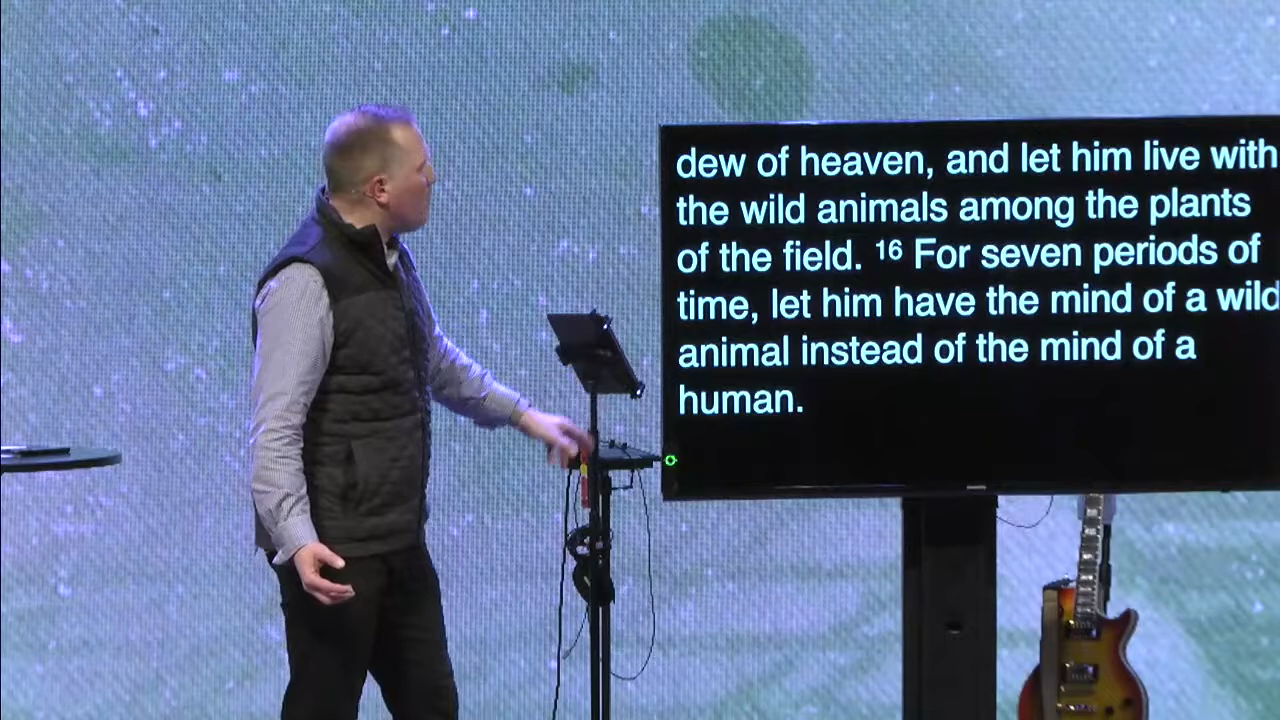 dew of heaven, and let him live with
the wild animals among the plants
of the field. 16 For seven periods of
time, let him have the mind of a wild
animal instead of the mind of a
human.